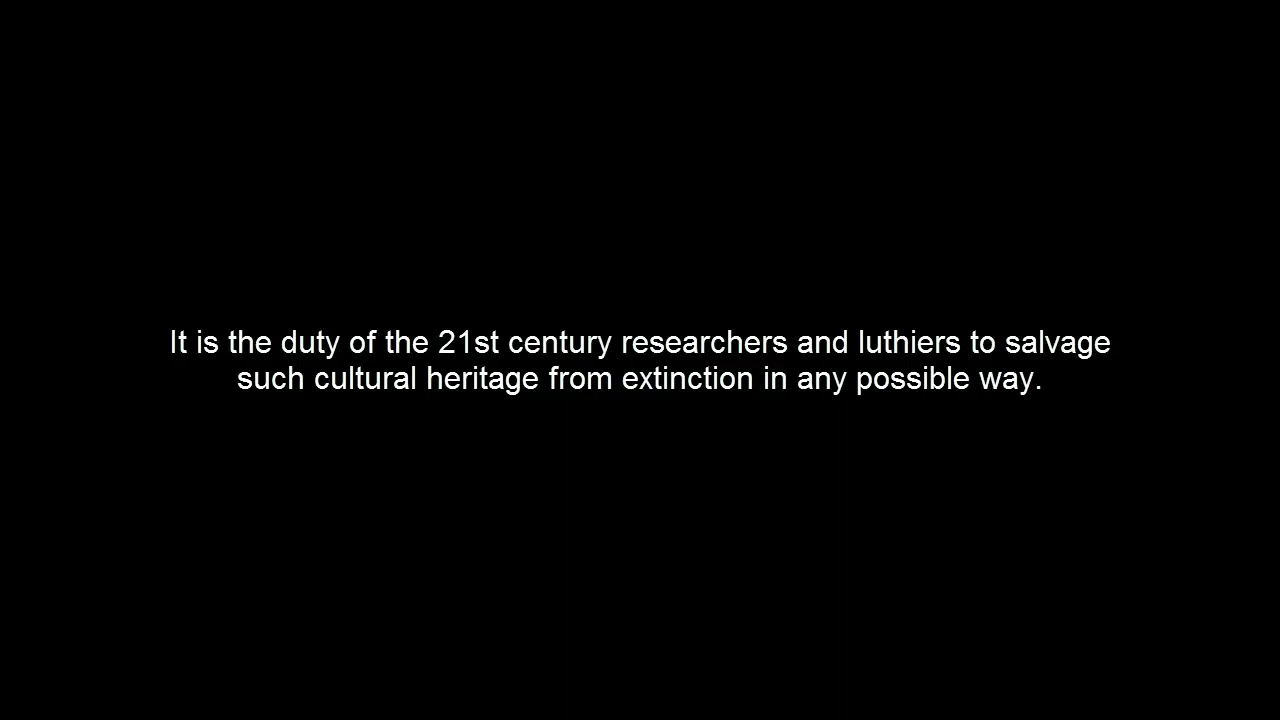 It is the duty of the 21st century researchers and luthiers to salvage
such cultural heritage from extinction in any possible way.